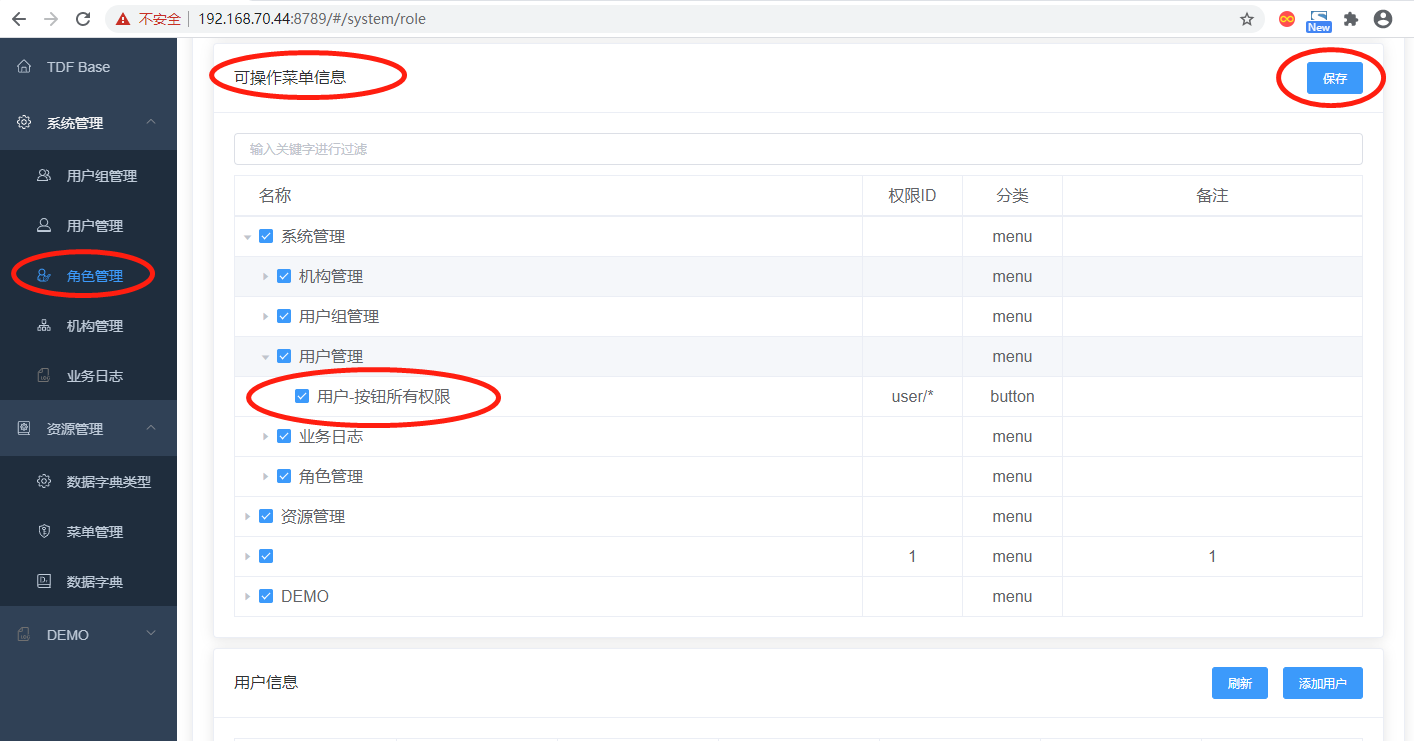 不安全 192.168.70.44:8789/#/system/role
New
TDF Base
系统管理
用户组管理
用户管理
角色管理
机构管理
业务日志
资源管理
数据字典类型
菜单管理
数据字典
DEMO
可操作菜单信息 保存
输入关键字进行过滤
名称 权限ID 分类 备注
系统管理 menu
机构管理 menu
用户组管理 menu
用户管理 menu
用户-按钮所有权限 user/* button
业务日志 menu
角色管理 menu
资源管理 menu
1 menu 1
DEMO menu
用户信息 刷新 添加用户